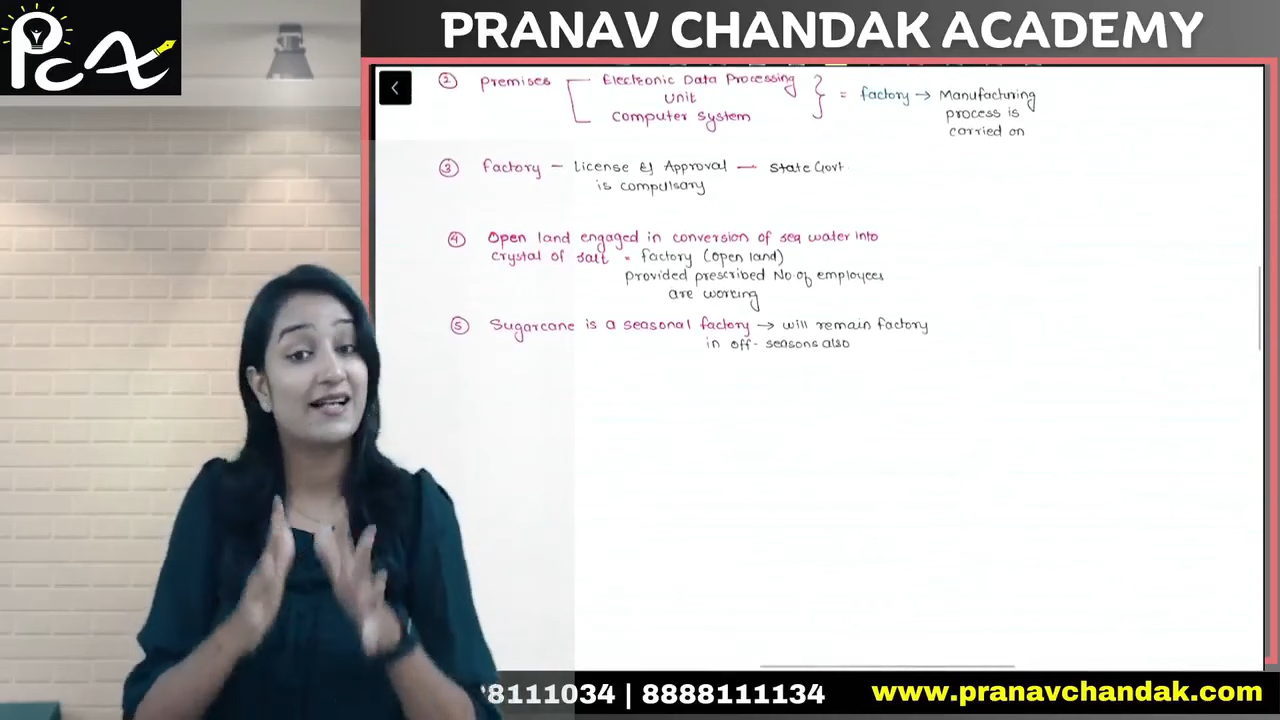 PCA
PRANAV CHANDAK ACADEMY
② Premises Electronic Data Processing
Unit
Computer System
= factory → Manufacturing
process is
carried on
③ factory - License & Approval - State Govt.
is compulsory
④ Open land engaged in conversion of sea water into
crystal of salt = factory (open land)
provided prescribed No of employees
are working
⑤ Sugarcane is a seasonal factory → will remain factory
in off- seasons also
8111034 | 8888111134
www.pranavchandak.com